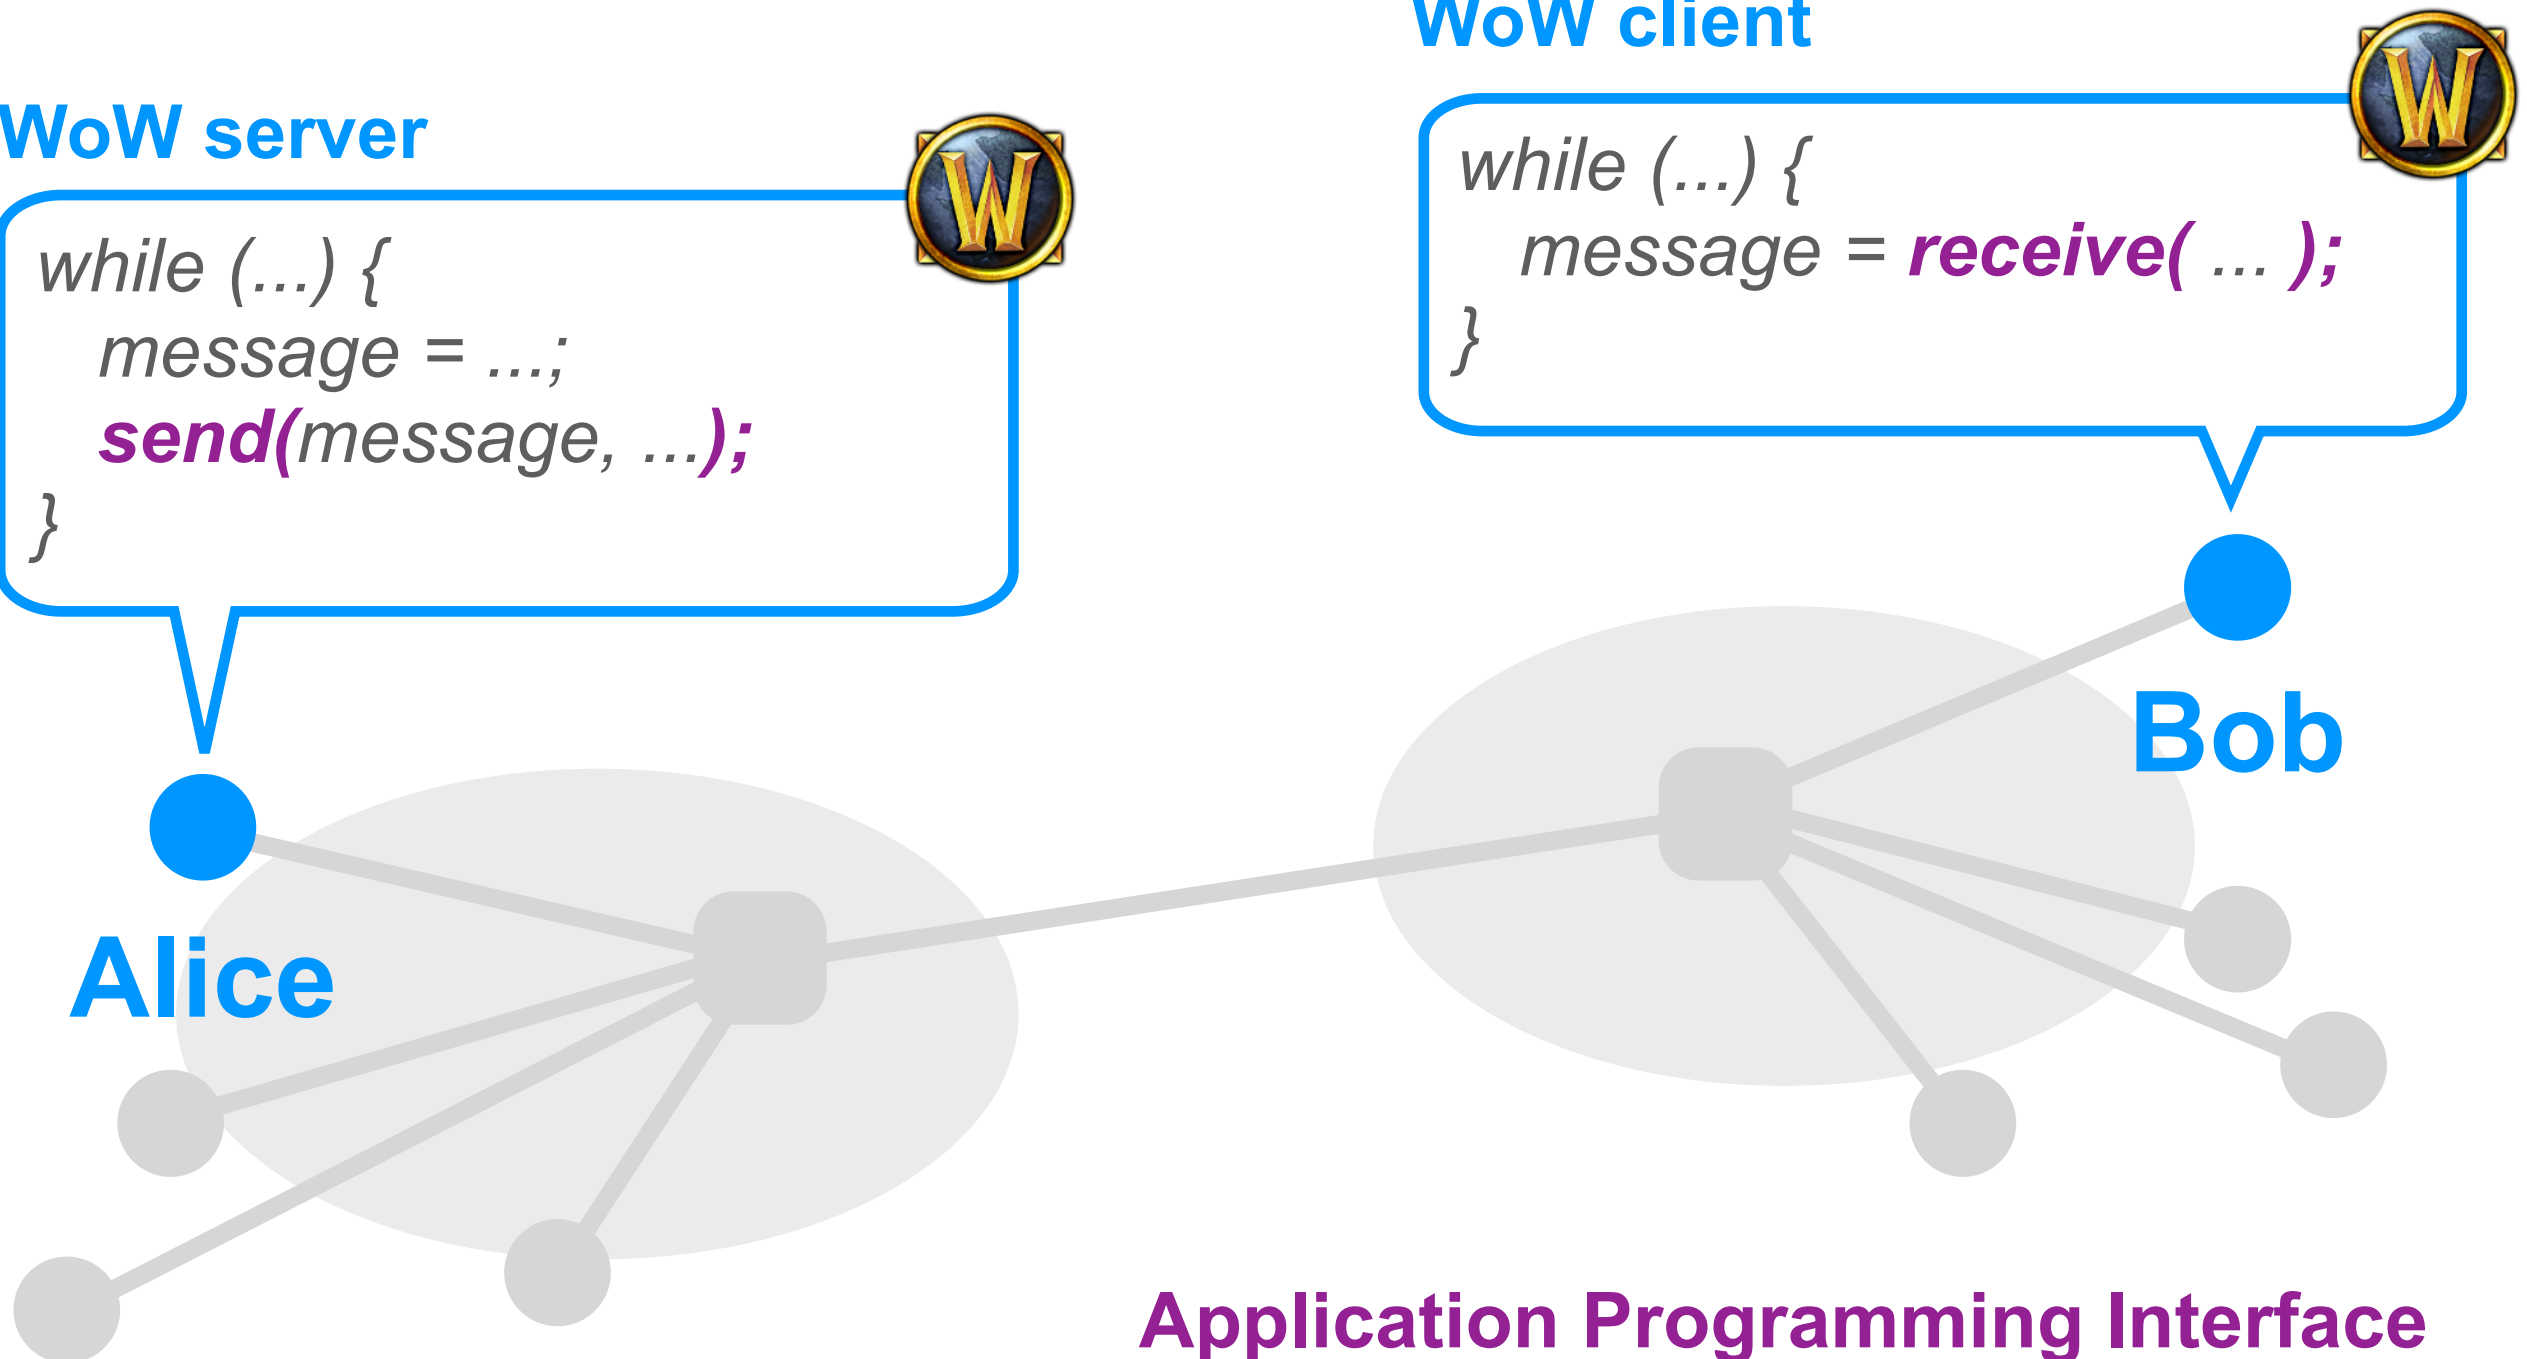 WoW server
while (...) {
message = ...;
send(message, ...);
}
Alice
WoW client
while (...) {
message = receive( ... );
}
Bob
Application Programming Interface